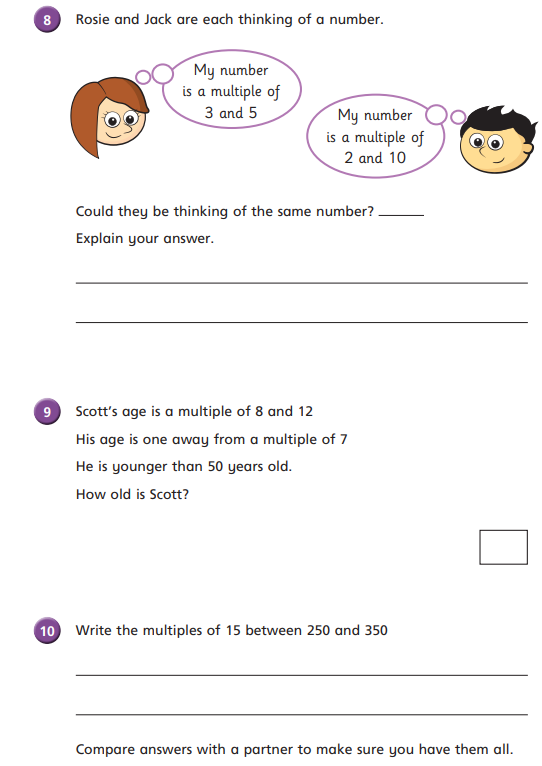 8 Rosie and Jack are each thinking of a number.
My number
is a multiple of
3 and 5
My number
is a multiple of
2 and 10
Could they be thinking of the same number?
Explain your answer.
9 Scott's age is a multiple of 8 and 12
His age is one away from a multiple of 7
He is younger than 50 years old.
How old is Scott?
10 Write the multiples of 15 between 250 and 350
Compare answers with a partner to make sure you have them all.